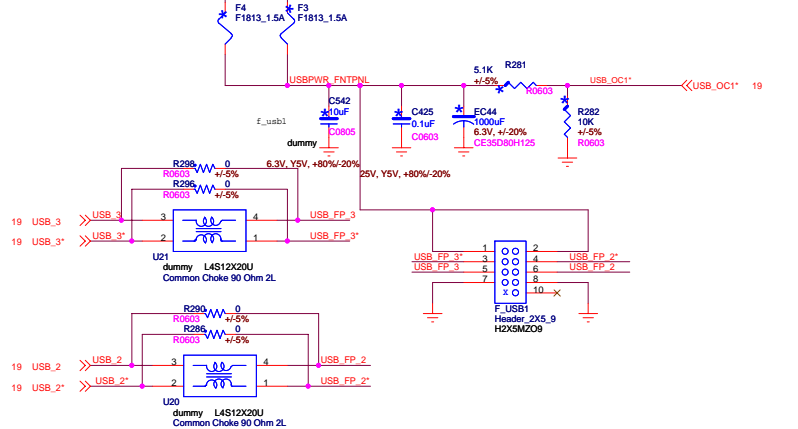 F4
F1813_1.5A
F3
F1813_1.5A
USBPWR_FNTPNL
5.1K
+/-5%
R281
R0603
USB_OC1*
USB_OC1* 19
C542
10uF
C0805
f_usb1
dummy
6.3V, Y5V, +80%/-20%
C425
0.1uF
C0603
25V, Y5V, +80%/-20%
EC44
1000uF
6.3V, +/-20%
CE35D80H125
R282
10K
+/-5%
R0603
R298 0
R0603 +/-5%
R296 0
R0603 +/-5%
19 USB_3
USB_3 3 4 USB_FP_3
19 USB_3*
USB_3* 2 1 USB_FP_3*
U21
dummy L4S12X20U
Common Choke 90 Ohm 2L
1 2
USB_FP_3* 3 4 USB_FP_2*
USB_FP_3 5 6 USB_FP_2
7 8
X 10
F_USB1
Header_2X5_9
H2X5MZO9
R290 0
R0603 +/-5%
R286 0
R0603 +/-5%
19 USB_2
USB_2 3 4 USB_FP_2
19 USB_2*
USB_2* 2 1 USB_FP_2*
U20
dummy L4S12X20U
Common Choke 90 Ohm 2L